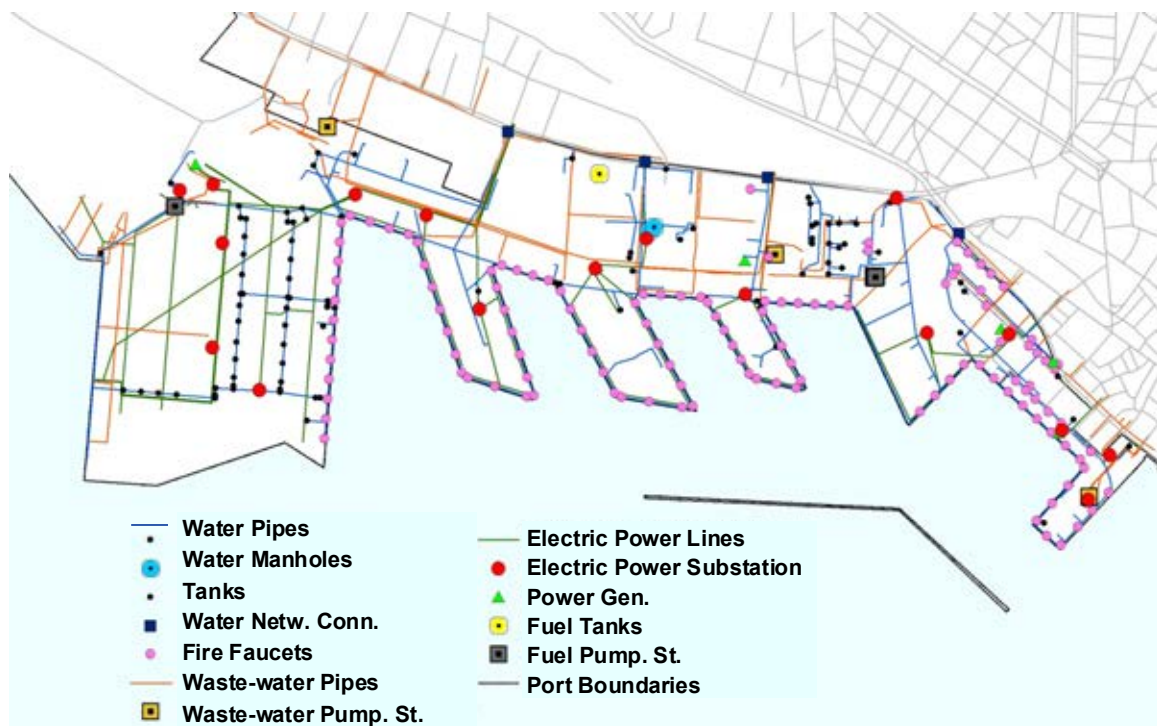 Water Pipes
Water Manholes
Tanks
Water Netw. Conn.
Fire Faucets
Waste-water Pipes
Waste-water Pump. St.
Electric Power Lines
Electric Power Substation
Power Gen.
Fuel Tanks
Fuel Pump. St.
Port Boundaries